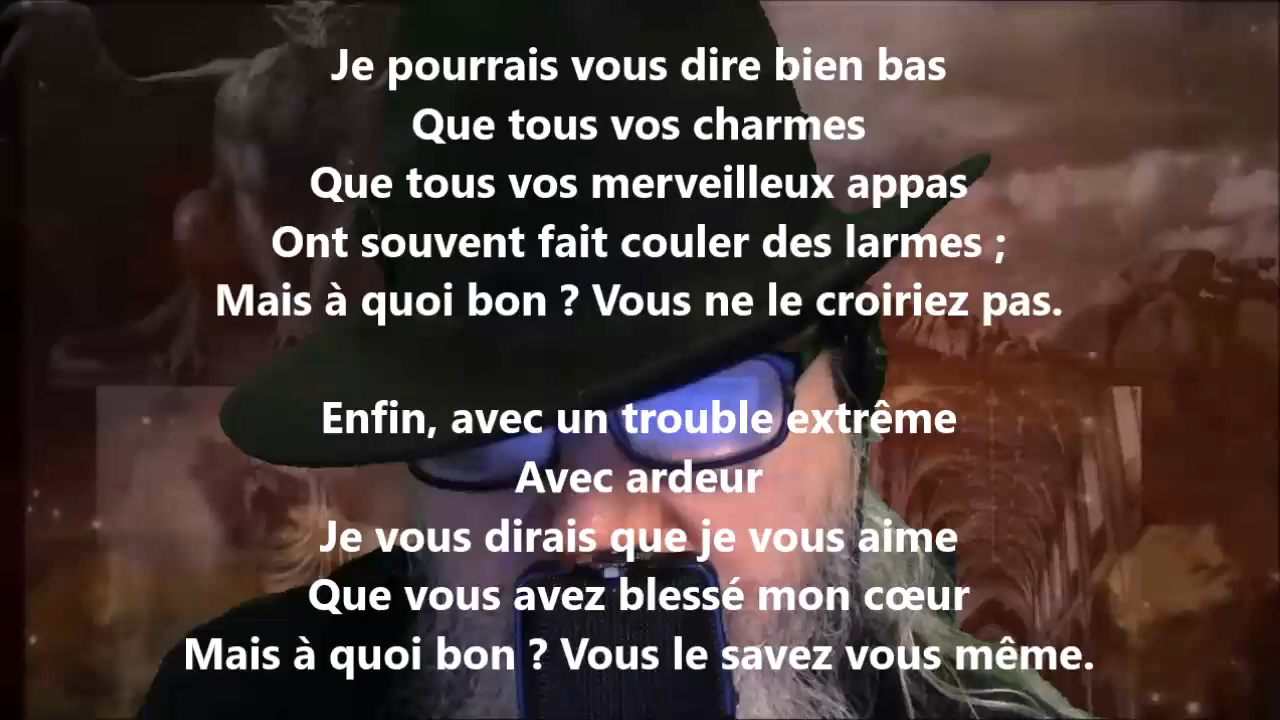 Je pourrais vous dire bien bas
Que tous vos charmes
Que tous vos merveilleux appas
Ont souvent fait couler des larmes ;
Mais à quoi bon ? Vous ne le croiriez pas.
Enfin, avec un trouble extrême
Avec ardeur
Je vous dirais que je vous aime
Que vous avez blessé mon cœur
Mais à quoi bon ? Vous le savez vous même.